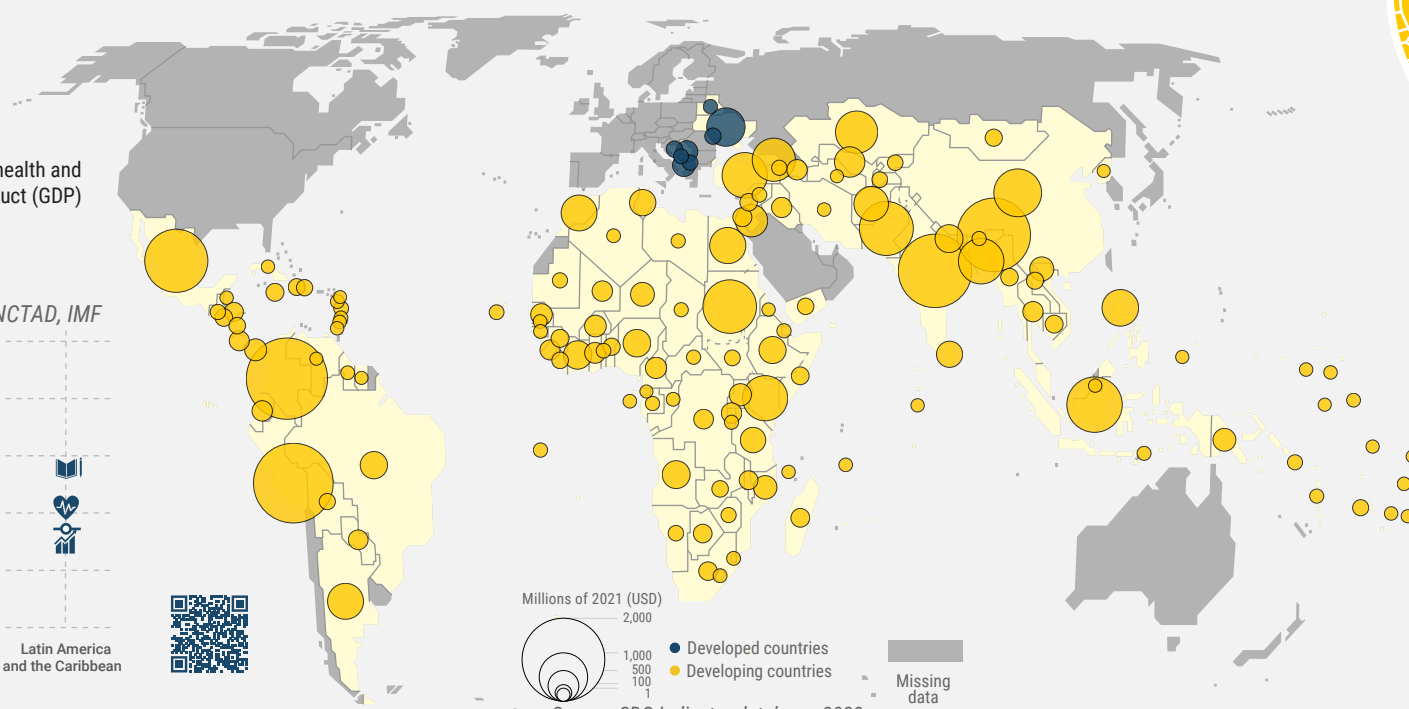 health and
uct (GDP)
NCTAD, IMF
Latin America
and the Caribbean
Millions of 2021 (USD)
2,000
1,000
500
100
1
Developed countries
Developing countries
Missing
data